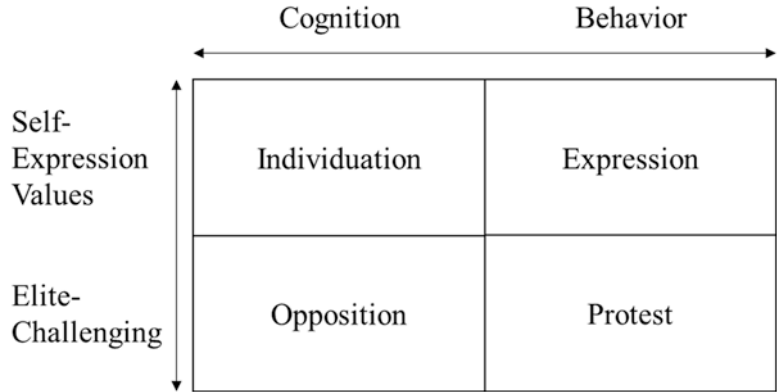 Cognition Behavior
Self-
Expression
Values
Individuation Expression
Elite-
Challenging
Opposition Protest